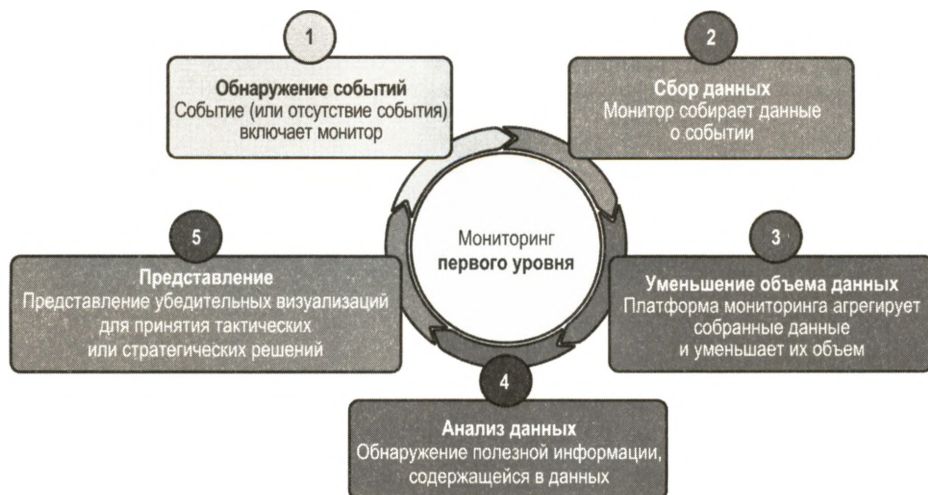 1
Обнаружение событий
Событие (или отсутствие события)
включает монитор
2
Сбор данных
Монитор собирает данные
о событии
Мониторинг
первого уровня
3
Уменьшение объема данных
Платформа мониторинга агрегирует
собранные данные
и уменьшает их объем
4
Анализ данных
Обнаружение полезной информации,
содержащейся в данных
5
Представление
Представление убедительных визуализаций
для принятия тактических
или стратегических решений